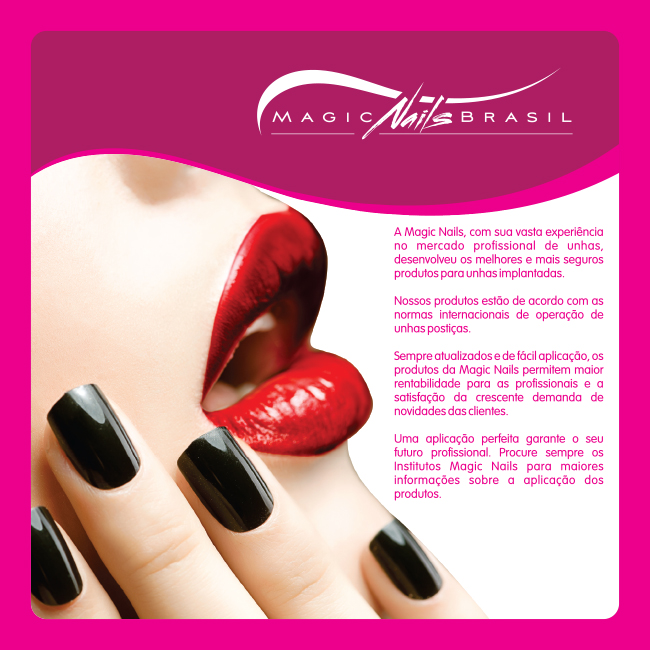 MAGIC Nails BRASIL
A Magic Nails, com sua vasta experiência
no mercado profissional de unhas,
desenvolveu os melhores e mais seguros
produtos para unhas implantadas.
Nossos produtos estão de acordo com as
normas internacionais de operação de
unhas postiças.
Sempre atualizados e de fácil aplicação, os
produtos da Magic Nails permitem maior
rentabilidade para as profissionais e a
satisfação da crescente demanda de
novidades das clientes.
Uma aplicação perfeita garante o seu
futuro profissional. Procure sempre os
Institutos Magic Nails para maiores
informações sobre a aplicação dos
produtos.